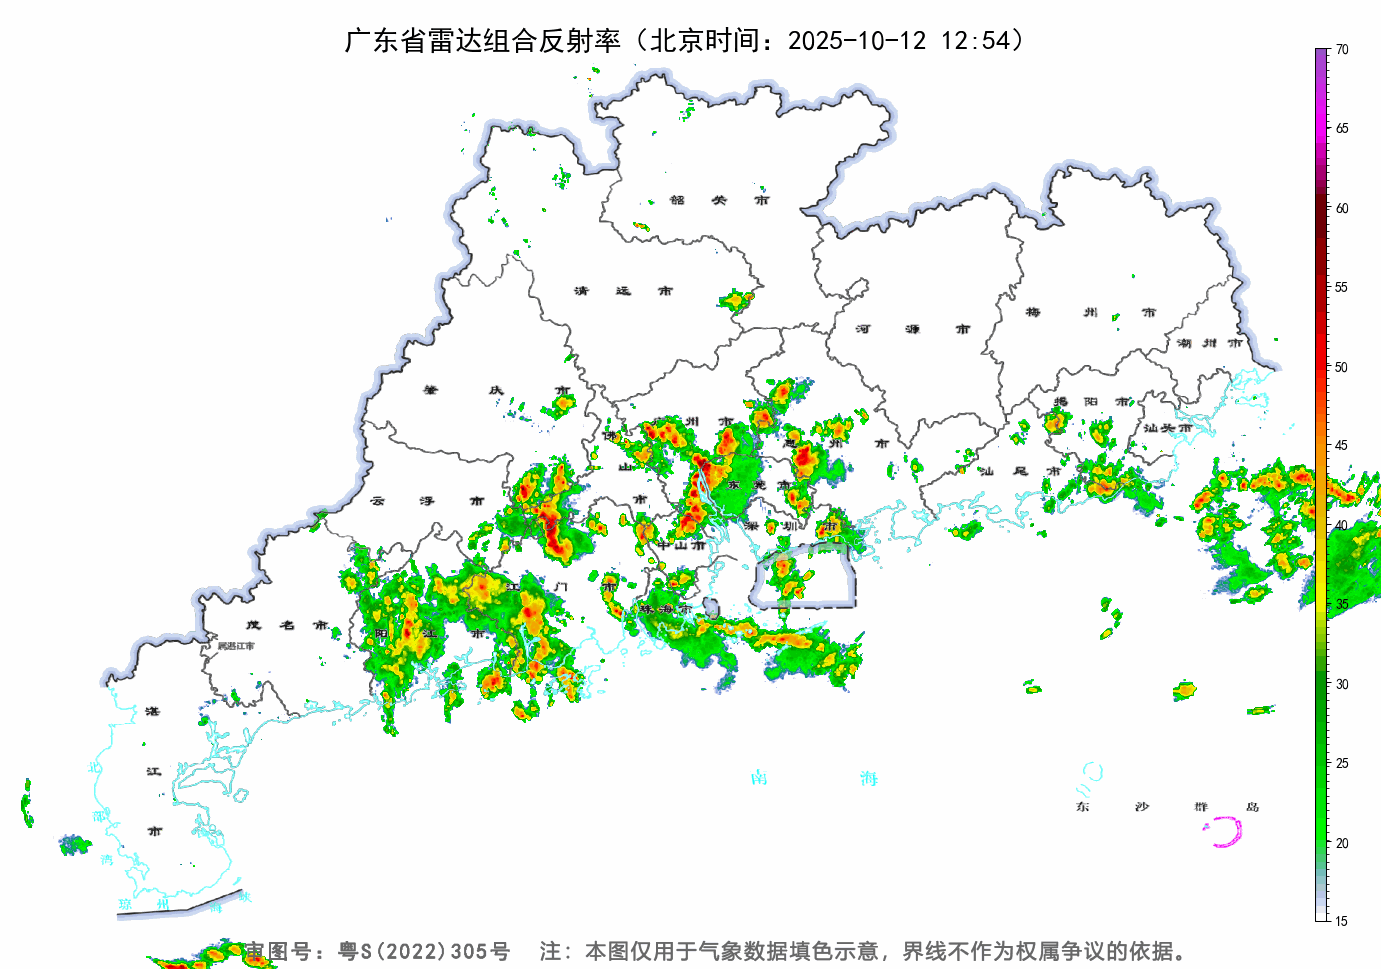 广东省雷达组合反射率（北京时间：2025-10-12 12:54）
70
65
60
55
50
45
40
35
30
25
20
15
韶关市
清远市
河源市
梅州市
潮州市
肇庆市
广州市
揭阳市
汕头市
佛山市
惠州市
东莞市
汕尾市
云浮市
深圳市
中山市
江门市
珠海市
茂名市
阳江市
属湛江市
湛江市
北部湾
南海
东沙群岛
琼州海峡
审图号：粤S(2022)305号 注：本图仅用于气象数据填色示意，界线不作为权属争议的依据。